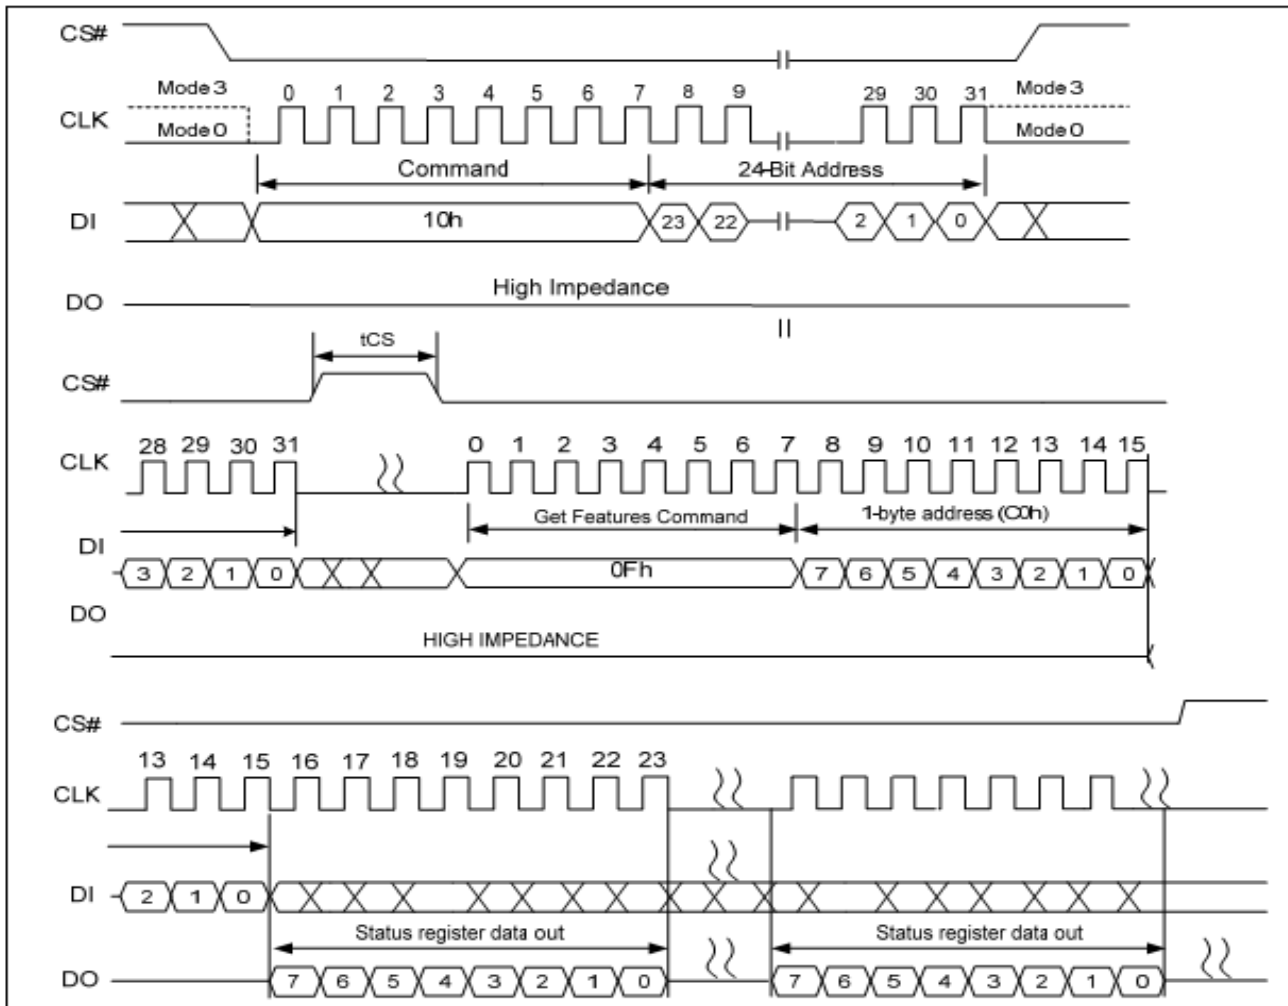 CS#
Mode 3 0 1 2 3 4 5 6 7 8 9 29 30 31 Mode 3
CLK
Mode 0 Mode 0
Command 24-Bit Address
DI 10h 23 22 2 1 0
High Impedance
DO
tCS
CS#
28 29 30 31 0 1 2 3 4 5 6 7 8 9 10 11 12 13 14 15
CLK
Get Features Command 1-byte address (C0h)
DI
3 2 1 0 0Fh 7 6 5 4 3 2 1 0
DO
HIGH IMPEDANCE
CS#
13 14 15 16 17 18 19 20 21 22 23
CLK
DI 2 1 0
Status register data out Status register data out
DO 7 6 5 4 3 2 1 0 7 6 5 4 3 2 1 0